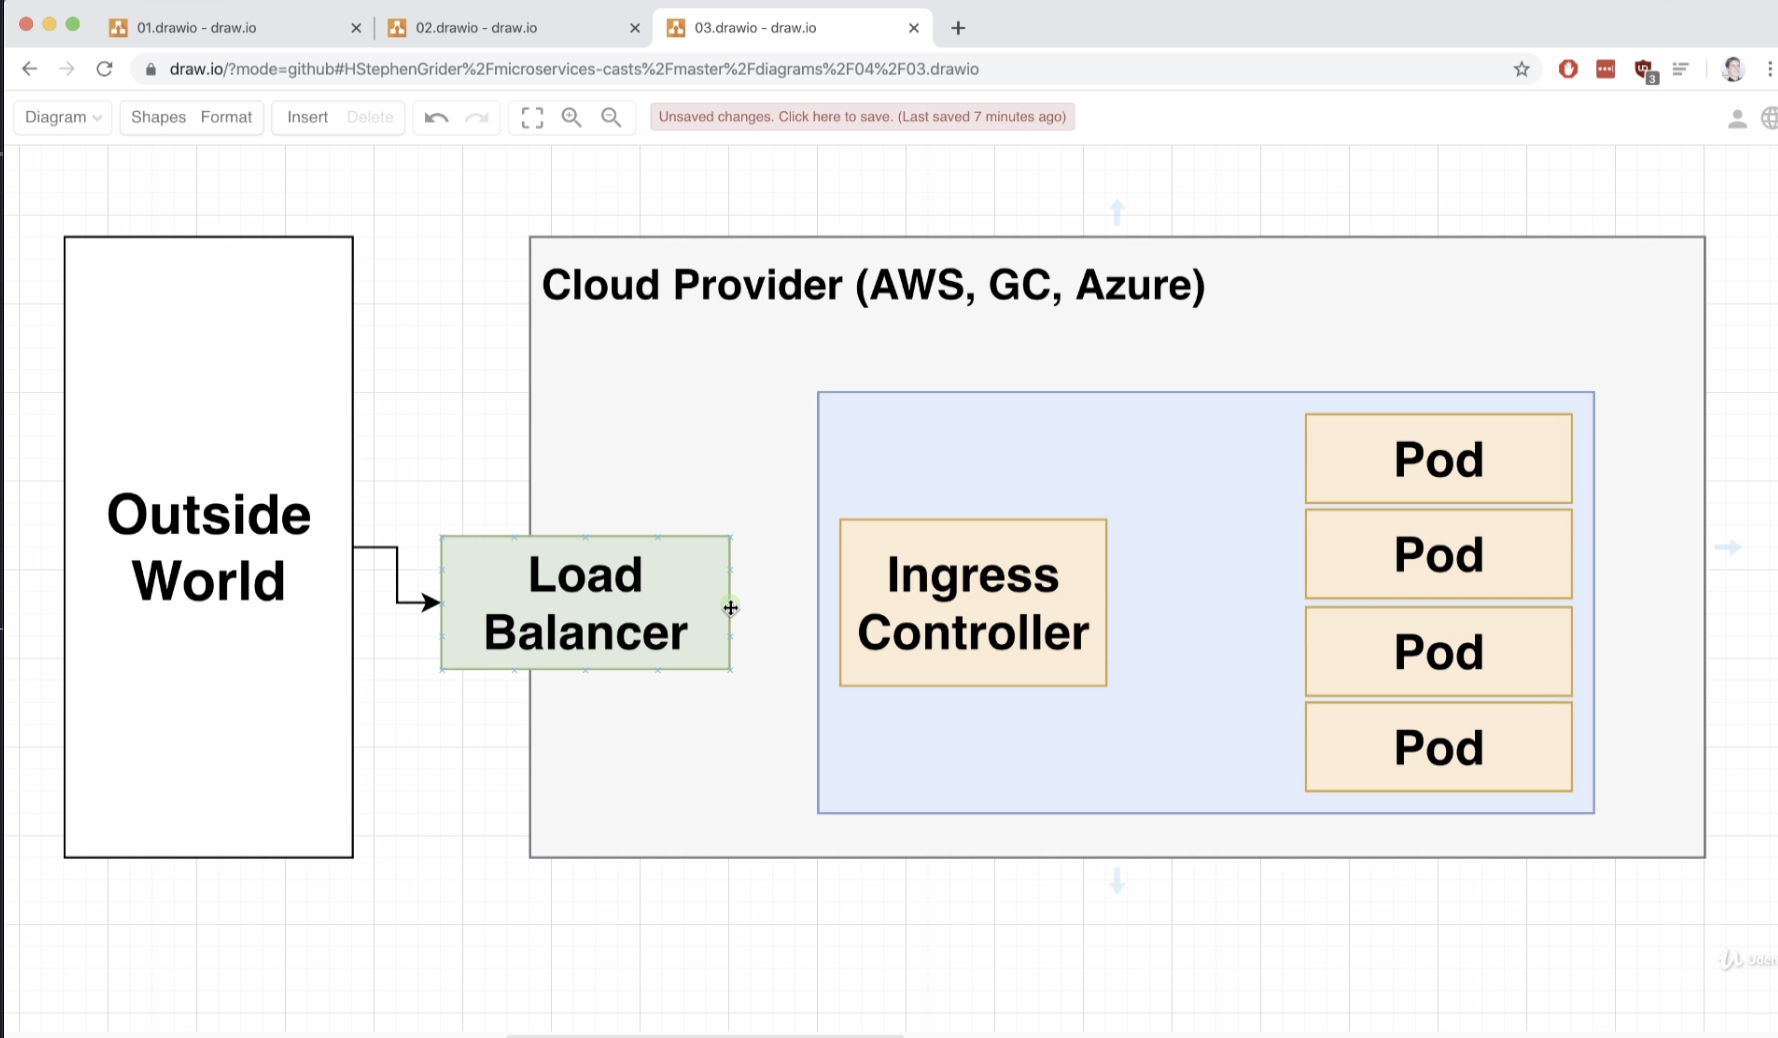 01.drawio - draw.io
02.drawio - draw.io
03.drawio - draw.io
draw.io/?mode=github#HStephenGrider%2Fmicroservices-casts%2Fmaster%2Fdiagrams%2F04%2F03.drawio
3
Diagram
Shapes
Format
Insert
Delete
Unsaved changes. Click here to save. (Last saved 7 minutes ago)
Cloud Provider (AWS, GC, Azure)
Outside
World
Load
Balancer
Ingress
Controller
Pod
Pod
Pod
Pod